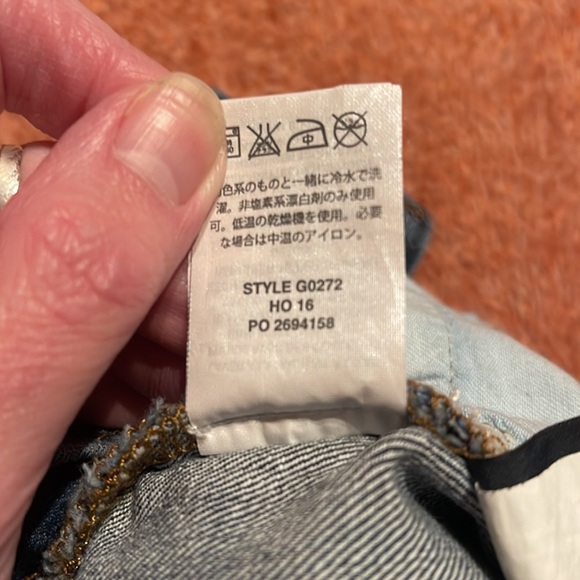 色系のものと一緒に冷水で洗
濯。非塩素系漂白剤のみ使用
可。低温の乾燥機を使用。必要
な場合は中温のアイロン。
STYLE G0272
HO 16
PO 2694158